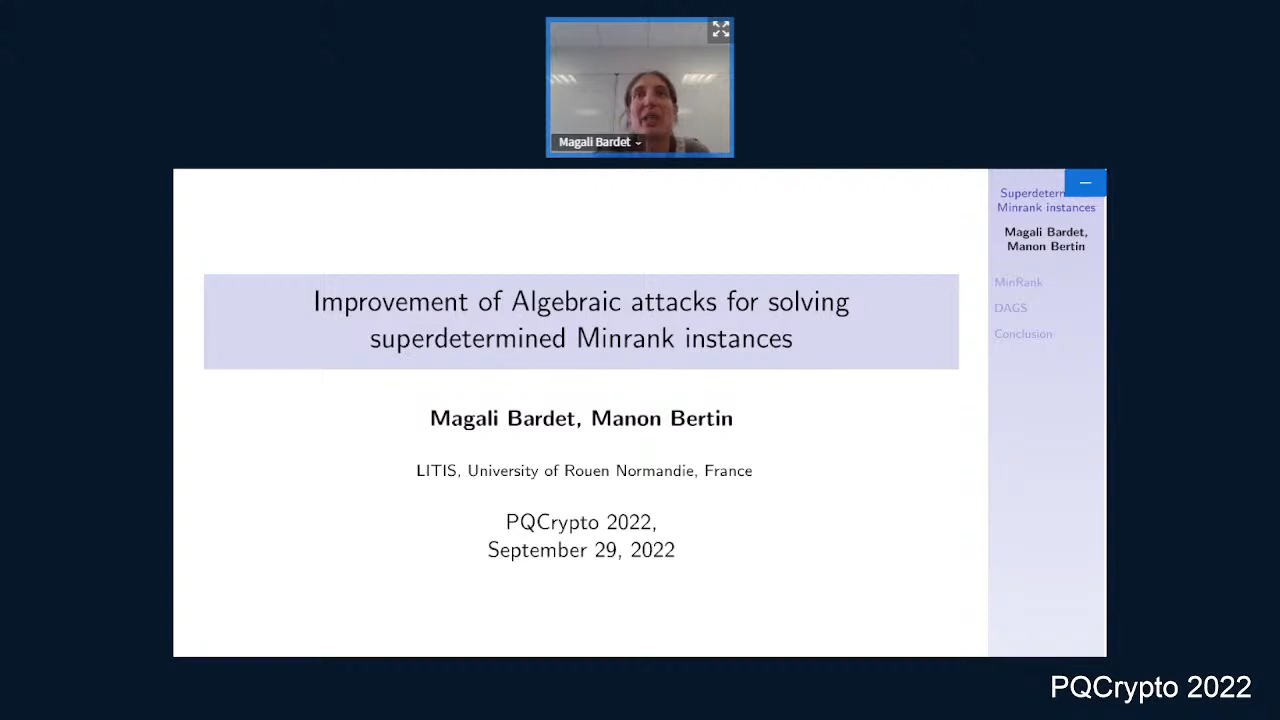 Magali Bardet
Superdeterm
Minrank instances
Magali Bardet,
Manon Bertin
MinRank
DAGS
Conclusion
Improvement of Algebraic attacks for solving
superdetermined Minrank instances
Magali Bardet, Manon Bertin
LITIS, University of Rouen Normandie, France
PQCrypto 2022,
September 29, 2022
PQCrypto 2022